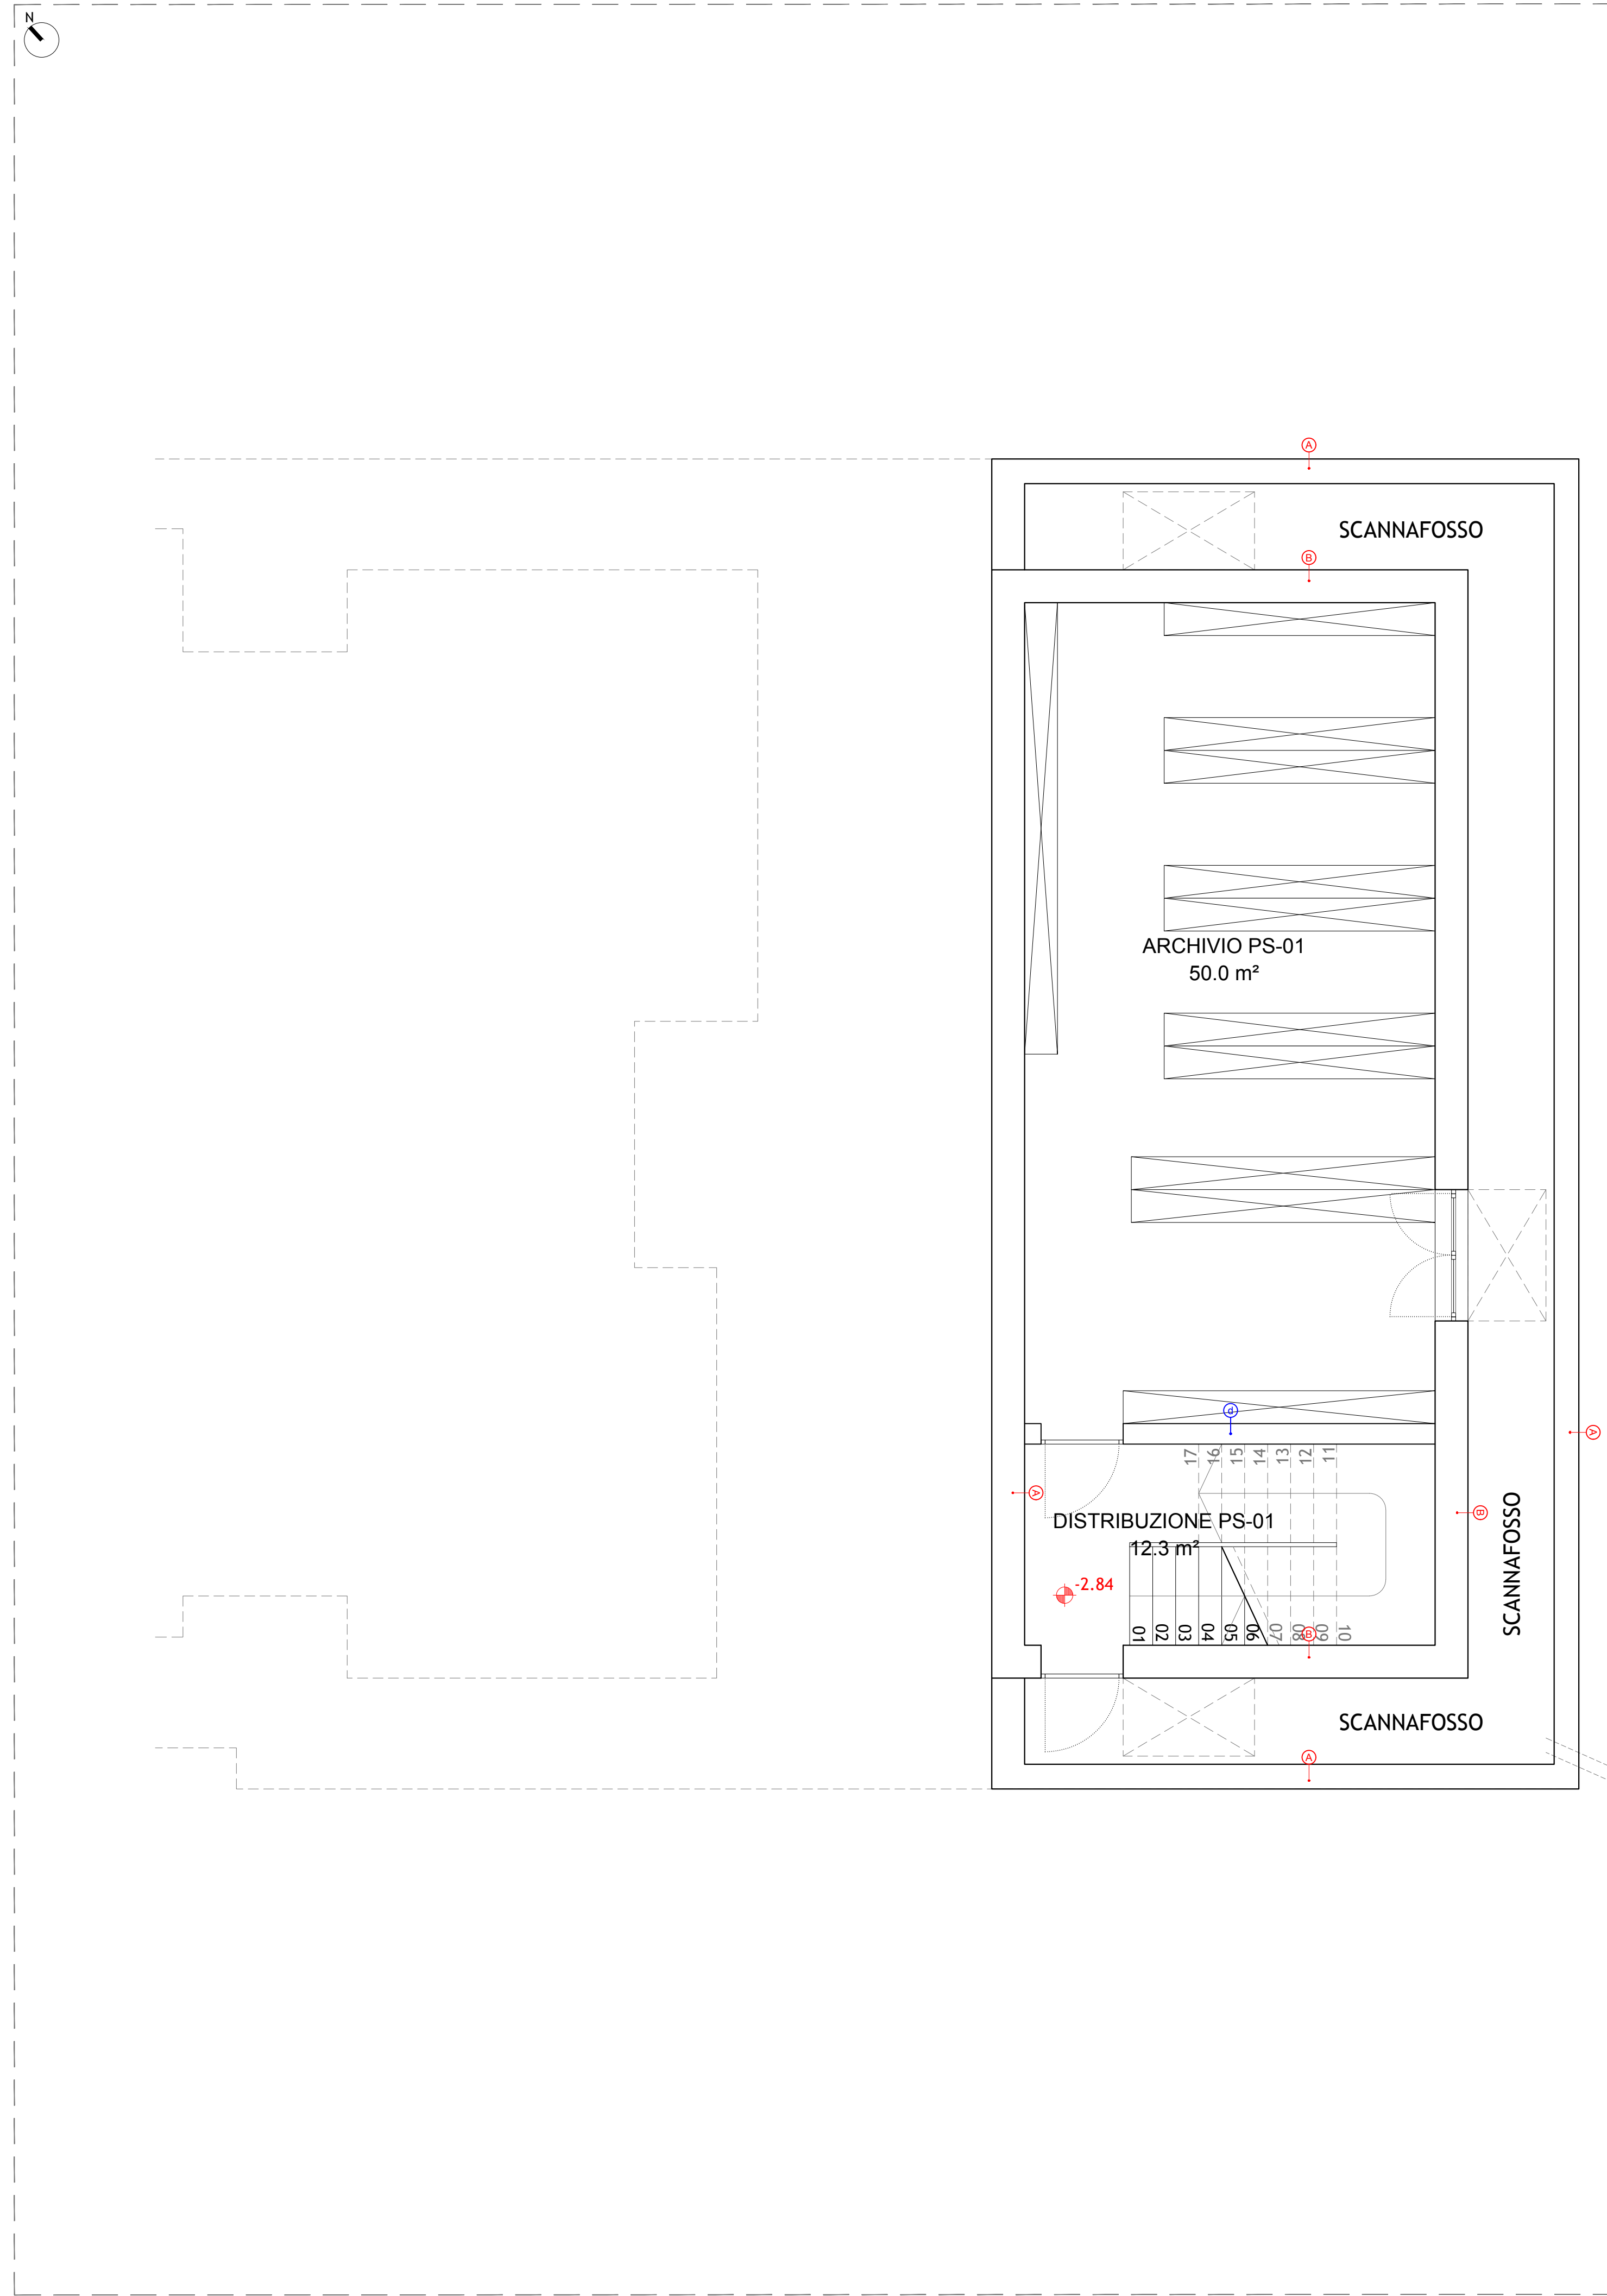 N
A
SCANNAFOSSO
B
ARCHIVIO PS-01
50.0 m²
d
A
17
16
15
14
13
12
11
A
DISTRIBUZIONE PS-01
12.3 m²
B
SCANNAFOSSO
-2.84
01
02
03
04
05
06
07
08
09
10
B
SCANNAFOSSO
A